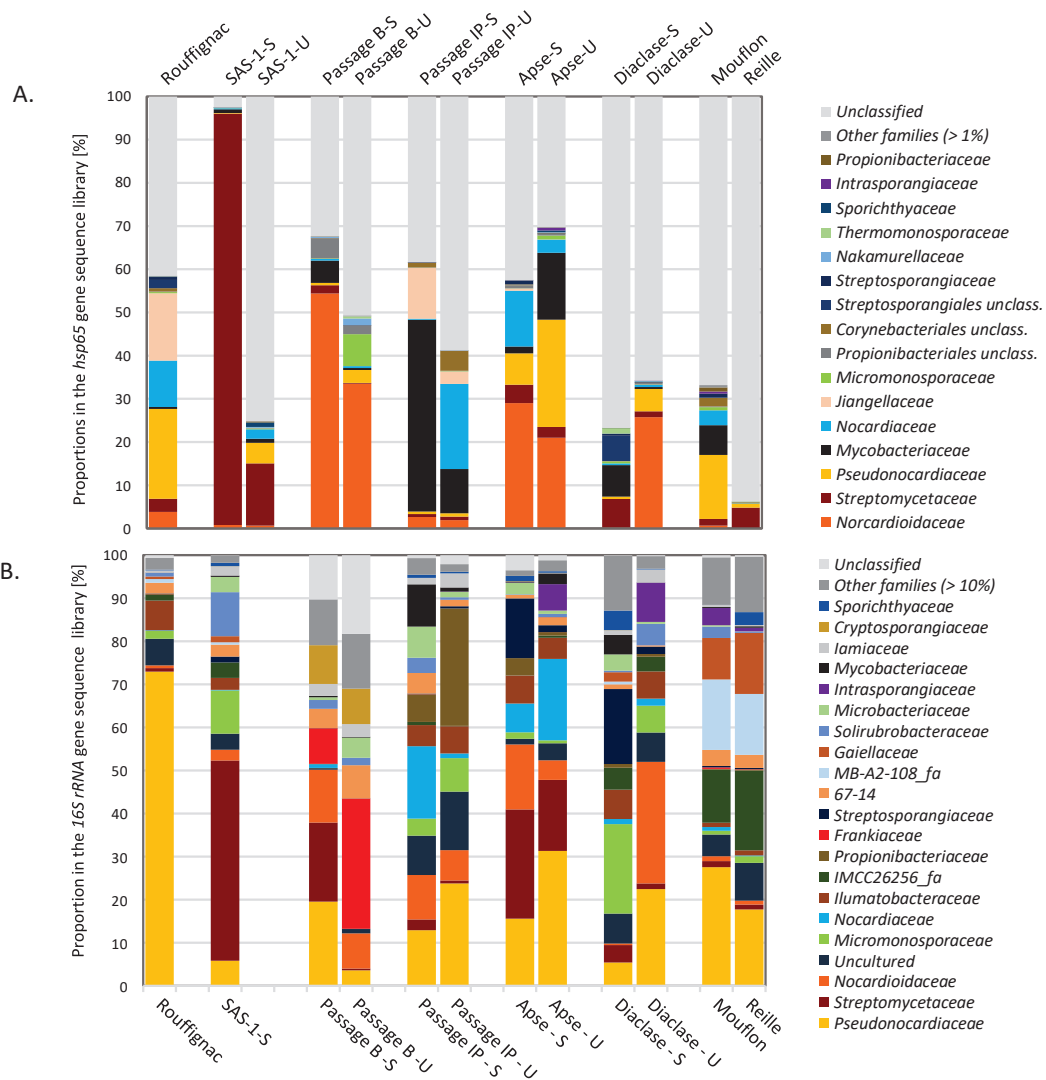 A.
Rouffignac
SAS-1-S
SAS-1-U
Passage B-S
Passage B-U
Passage IP-S
Passage IP-U
Apse-S
Apse-U
Diaclase-S
Diaclase-U
Mouflon
Reille
Proportions in the hsp65 gene sequence library [%]
100
90
80
70
60
50
40
30
20
10
0
Unclassified
Other families (> 1%)
Propionibacteriaceae
Intrasporangiaceae
Sporichthyaceae
Thermomonosporaceae
Nakamurellaceae
Streptosporangiaceae
Streptosporangiales unclass.
Corynebacteriales unclass.
Propionibacteriales unclass.
Micromonosporaceae
Jiangellaceae
Nocardiaceae
Mycobacteriaceae
Pseudonocardiaceae
Streptomycetaceae
Norcardioidaceae
B.
Proportion in the 16S rRNA gene sequence library [%]
100
90
80
70
60
50
40
30
20
10
0
Unclassified
Other families (> 10%)
Sporichthyaceae
Cryptosporangiaceae
Iamiaceae
Mycobacteriaceae
Intrasporangiaceae
Microbacteriaceae
Solirubrobacteraceae
Gaiellaceae
MB-A2-108_fa
67-14
Streptosporangiaceae
Frankiaceae
Propionibacteriaceae
IMCC26256_fa
Ilumatobacteraceae
Nocardiaceae
Micromonosporaceae
Uncultured
Nocardioidaceae
Streptomycetaceae
Pseudonocardiaceae
Rouffignac
SAS-1-S
Passage B -S
Passage B -U
Passage IP - S
Passage IP - U
Apse - S
Apse - U
Diaclase - S
Diaclase - U
Mouflon
Reille